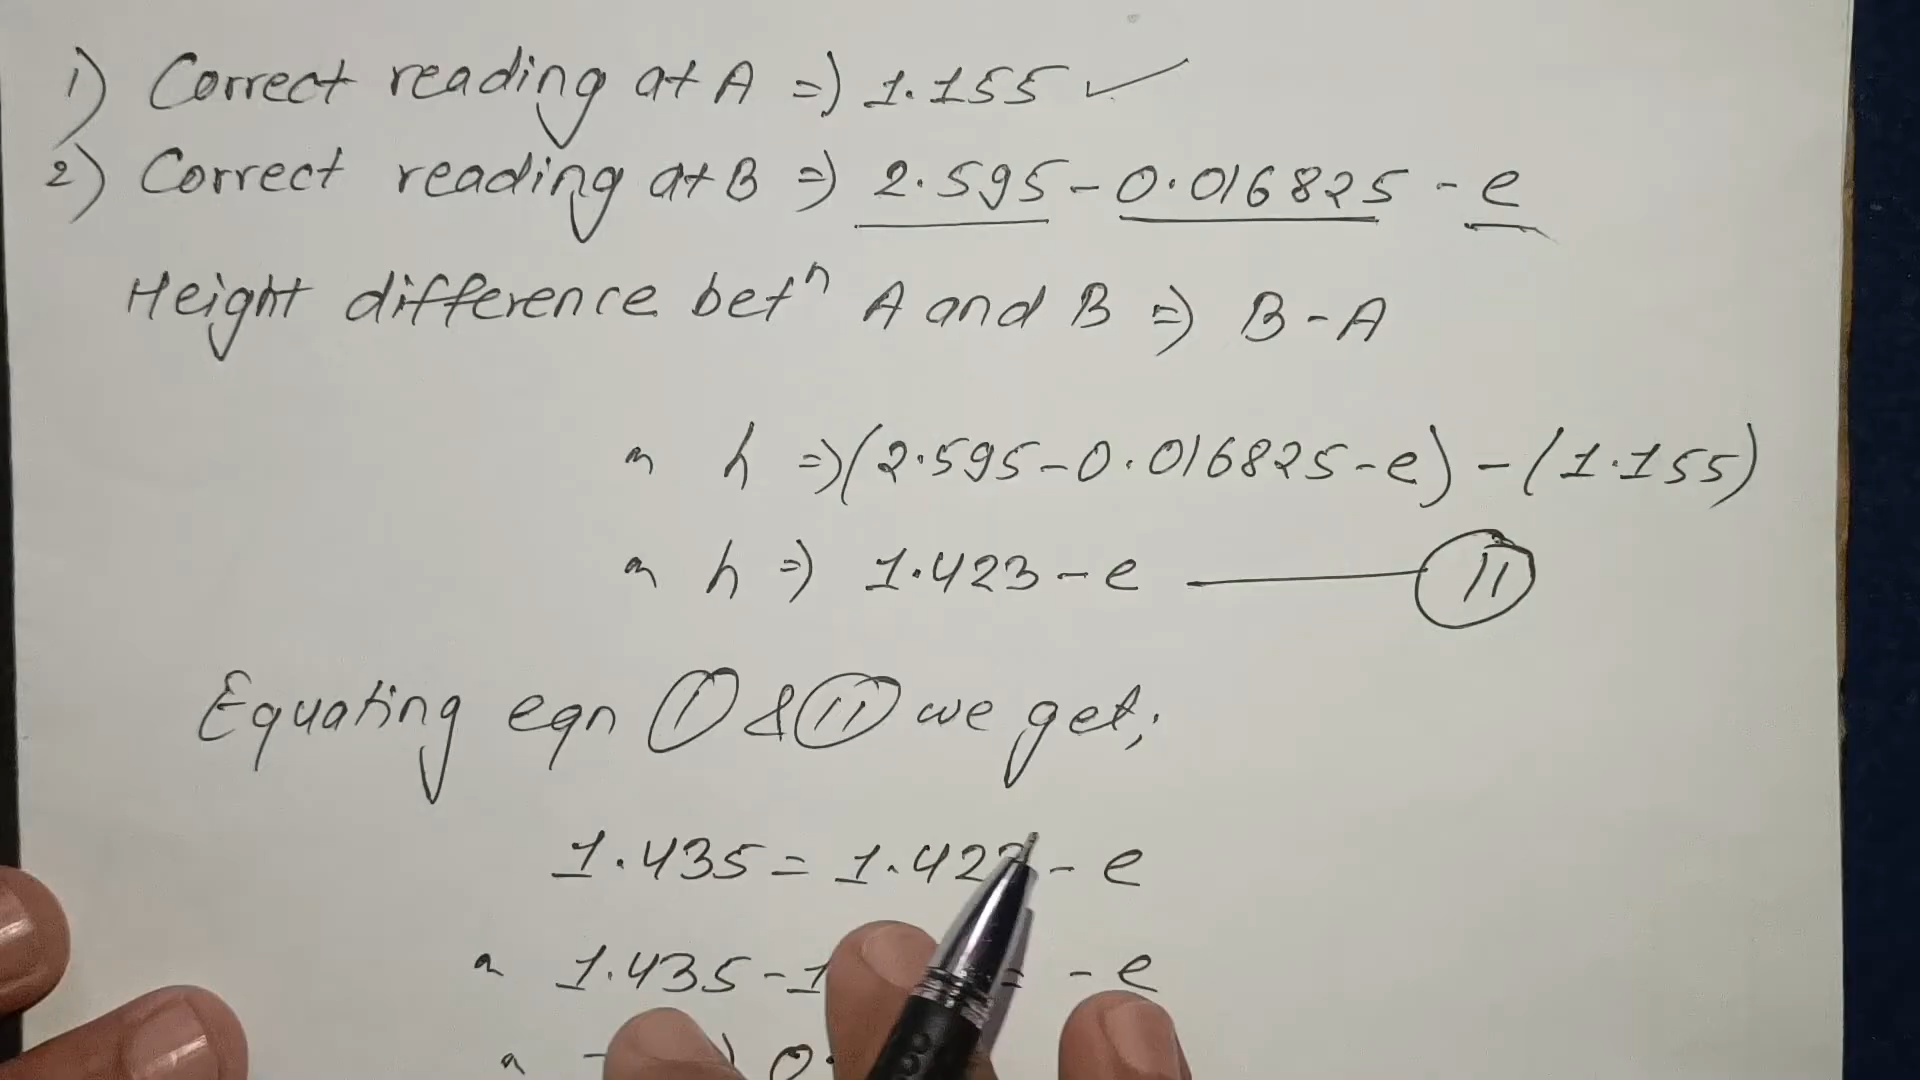 1) Correct reading at A => 1.155 ✓
2) Correct reading at B => 2.595 - 0.016825 - e
Height difference betⁿ A and B => B - A
h => (2.595 - 0.016825 - e) - (1.155)
h => 1.423 - e —— II
Equating eqn I & II we get;
1.435 = 1.423 - e
1.435 - 1 = - e